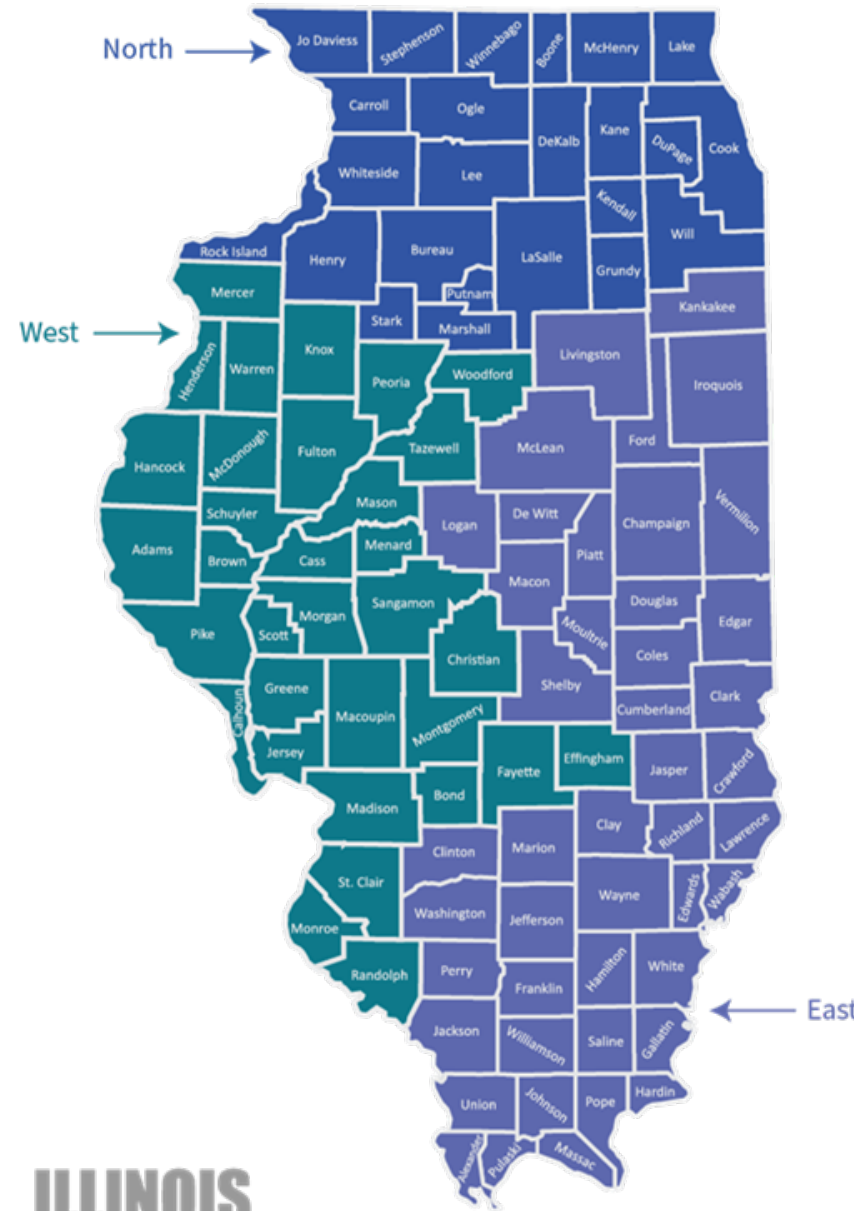 North
Jo Daviess
Stephenson
Winnebago
Boone
McHenry
Lake
Carroll
Ogle
DeKalb
Kane
DuPage
Cook
Whiteside
Lee
Kendall
Will
Rock Island
Henry
Bureau
LaSalle
Grundy
Putnam
Stark
Marshall
Mercer
Kankakee
West
Henderson
Warren
Knox
Peoria
Woodford
Livingston
Iroquois
Hancock
McDonough
Fulton
Tazewell
McLean
Ford
Schuyler
Mason
Logan
De Witt
Champaign
Vermilion
Adams
Brown
Cass
Menard
Macon
Piatt
Pike
Scott
Morgan
Sangamon
Christian
Moultrie
Douglas
Edgar
Coles
Shelby
Cumberland
Clark
Calhoun
Greene
Macoupin
Montgomery
Jersey
Fayette
Effingham
Jasper
Crawford
Madison
Bond
Clay
Richland
Lawrence
Clinton
Marion
St. Clair
Wayne
Edwards
Wabash
Washington
Jefferson
Monroe
Randolph
Perry
Franklin
Hamilton
White
East
Jackson
Williamson
Saline
Gallatin
Union
Johnson
Pope
Hardin
Alexander
Pulaski
Massac
ILLINOIS